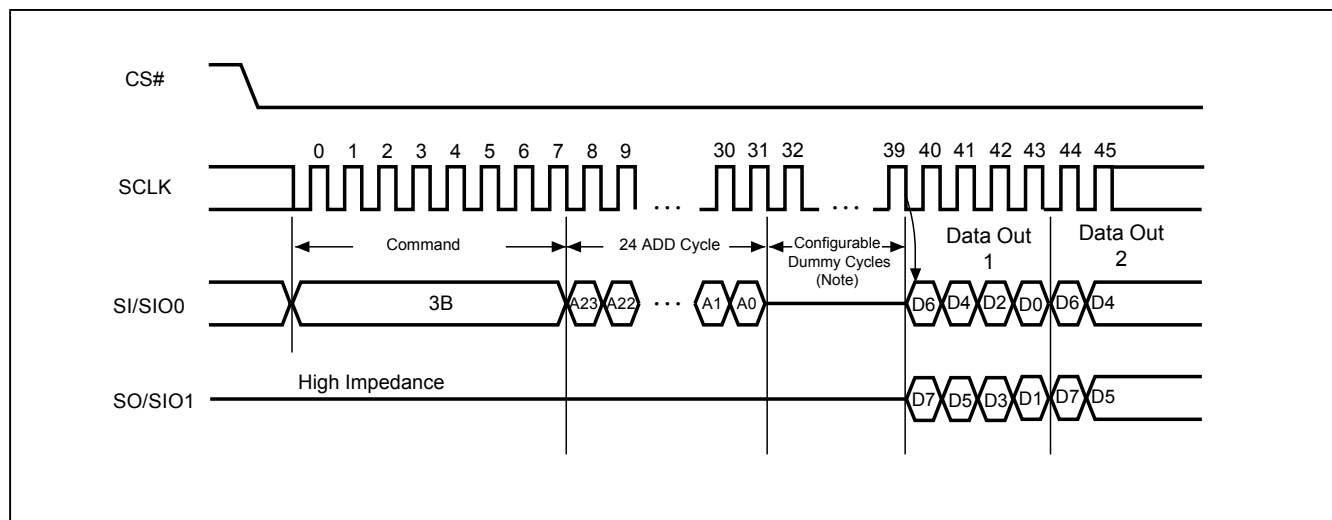 CS#
0 1 2 3 4 5 6 7 8 9 30 31 32 39 40 41 42 43 44 45
SCLK
Command
24 ADD Cycle
Configurable
Dummy Cycles
(Note)
Data Out
1
Data Out
2
SI/SIO0
3B A23 A22 A1 A0 D6 D4 D2 D0 D6 D4
High Impedance
SO/SIO1
D7 D5 D3 D1 D7 D5